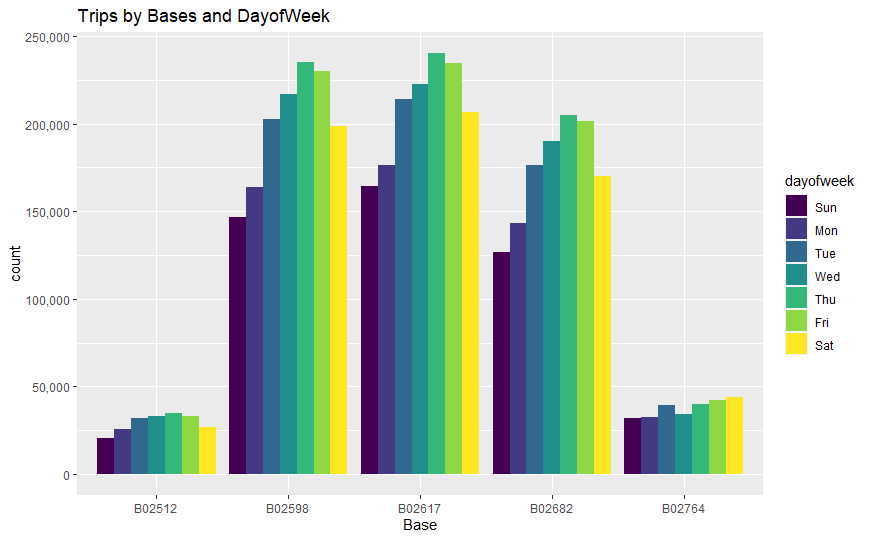 Trips by Bases and DayofWeek
250,000
200,000
150,000
100,000
50,000
0
count
B02512 B02598 B02617 B02682 B02764
Base
dayofweek
Sun
Mon
Tue
Wed
Thu
Fri
Sat